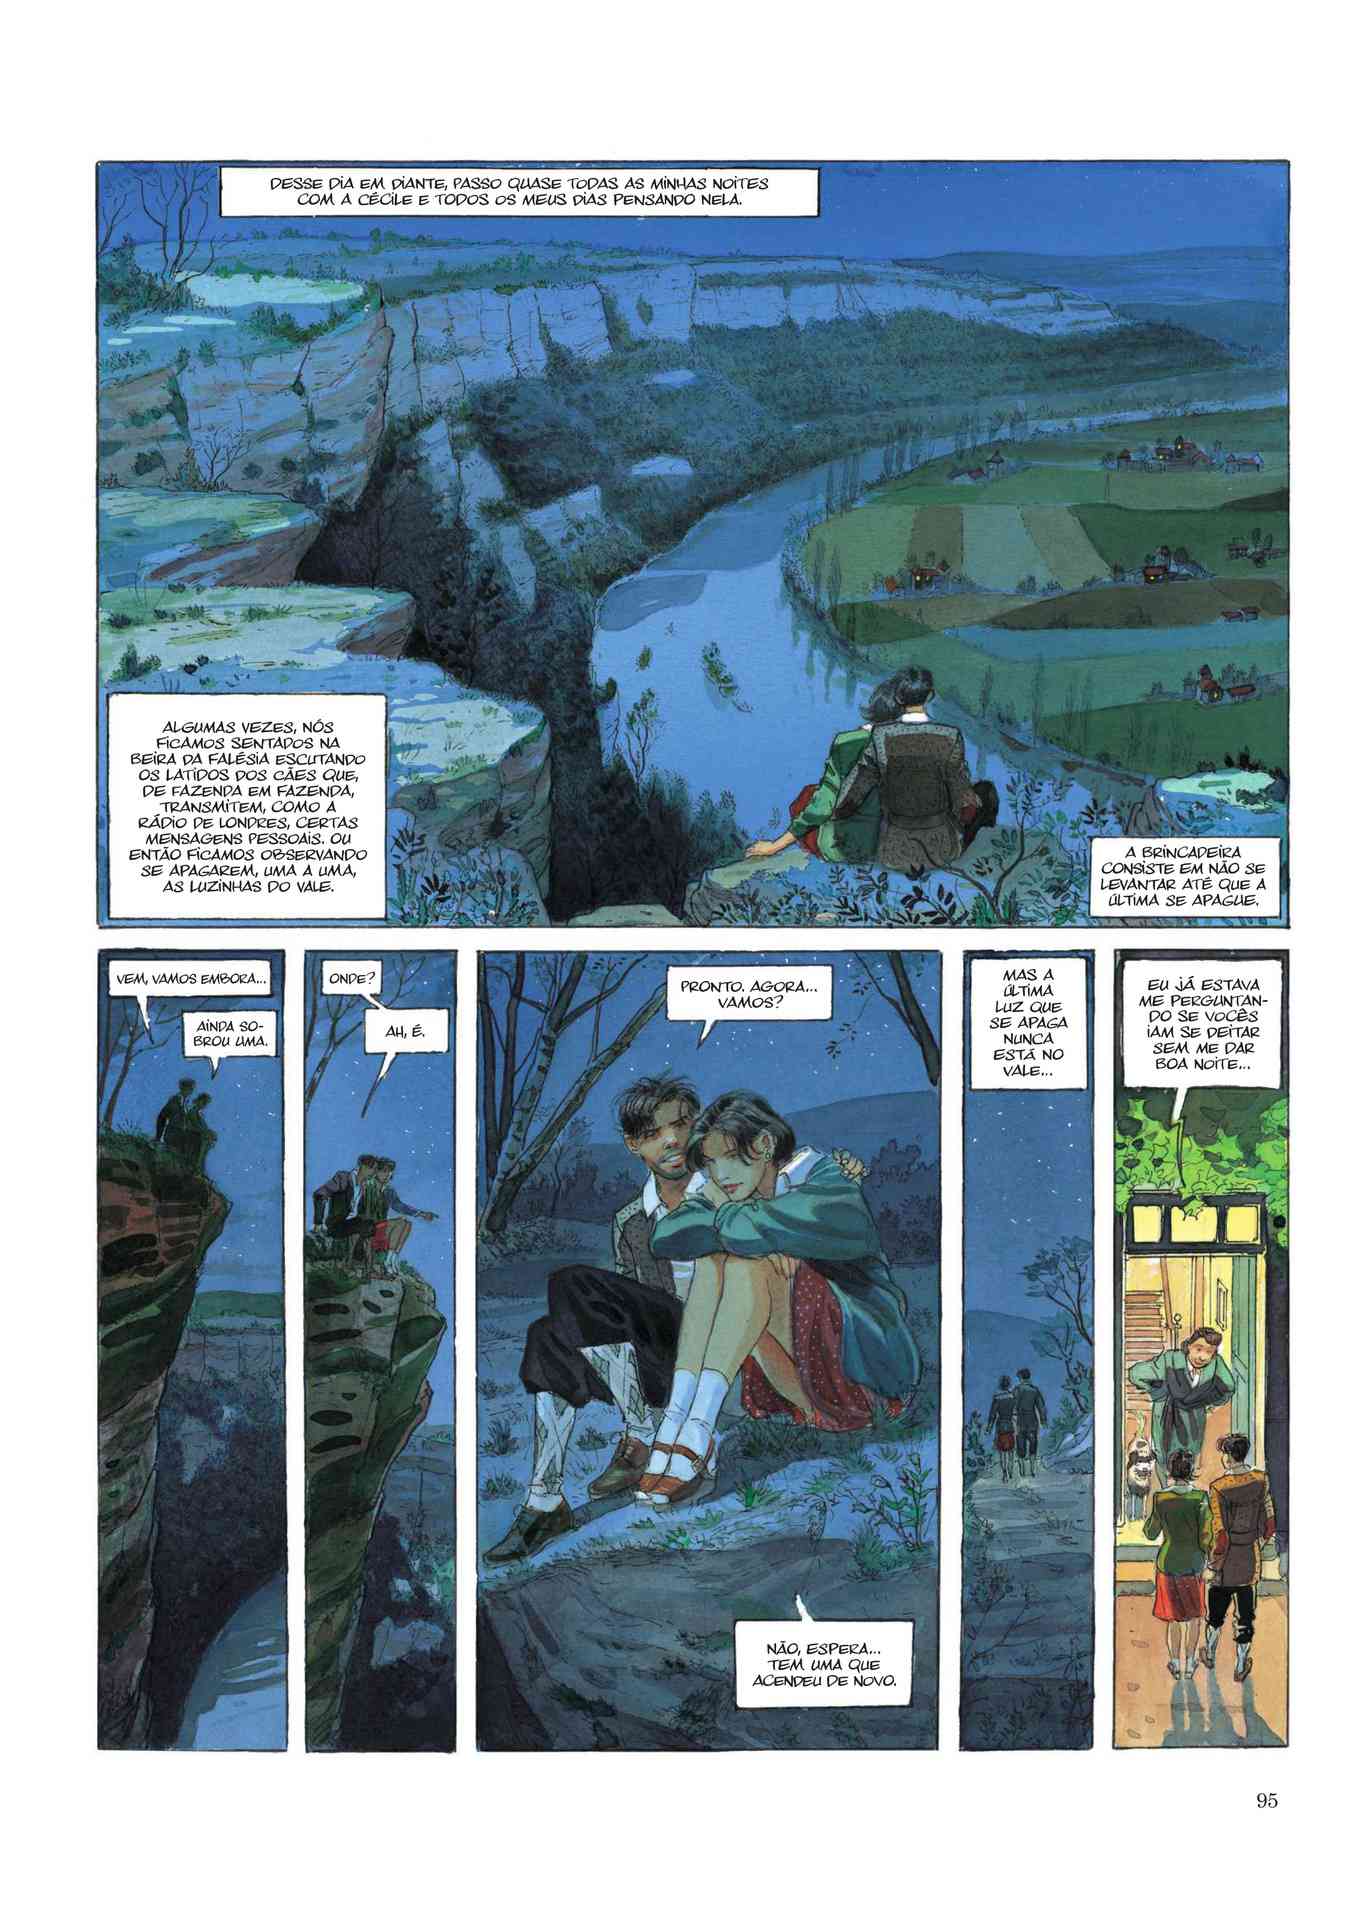 DESSE DIA EM DIANTE, PASSO QUASE TODAS AS MINHAS NOITES
COM A CÉCILE E TODOS OS MEUS DIAS PENSANDO NELA.
ALGUMAS VEZES, NÓS
FICAMOS SENTADOS NA
BEIRA DA FALÉSIA ESCUTANDO
OS LATIDOS DOS CÃES QUE,
DE FAZENDA EM FAZENDA,
TRANSMITEM, COMO A
RÁDIO DE LONDRES, CERTAS
MENSAGENS PESSOAIS. OU
ENTÃO FICAMOS OBSERVANDO
SE APAGAREM, UMA A UMA,
AS LUZINHAS DO VALE.
A BRINCADEIRA
CONSISTE EM NÃO SE
LEVANTAR ATÉ QUE A
ÚLTIMA SE APAGUE.
VEM, VAMOS EMBORA...
AINDA SO-
BROU UMA.
ONDE?
AH, É.
PRONTO. AGORA...
VAMOS?
NÃO, ESPERA...
TEM UMA QUE
ACENDEU DE NOVO.
MAS A
ÚLTIMA
LUZ QUE
SE APAGA
NUNCA
ESTÁ NO
VALE...
EU JÁ ESTAVA
ME PERGUNTAN-
DO SE VOCÊS
IAM SE DEITAR
SEM ME DAR
BOA NOITE...
95